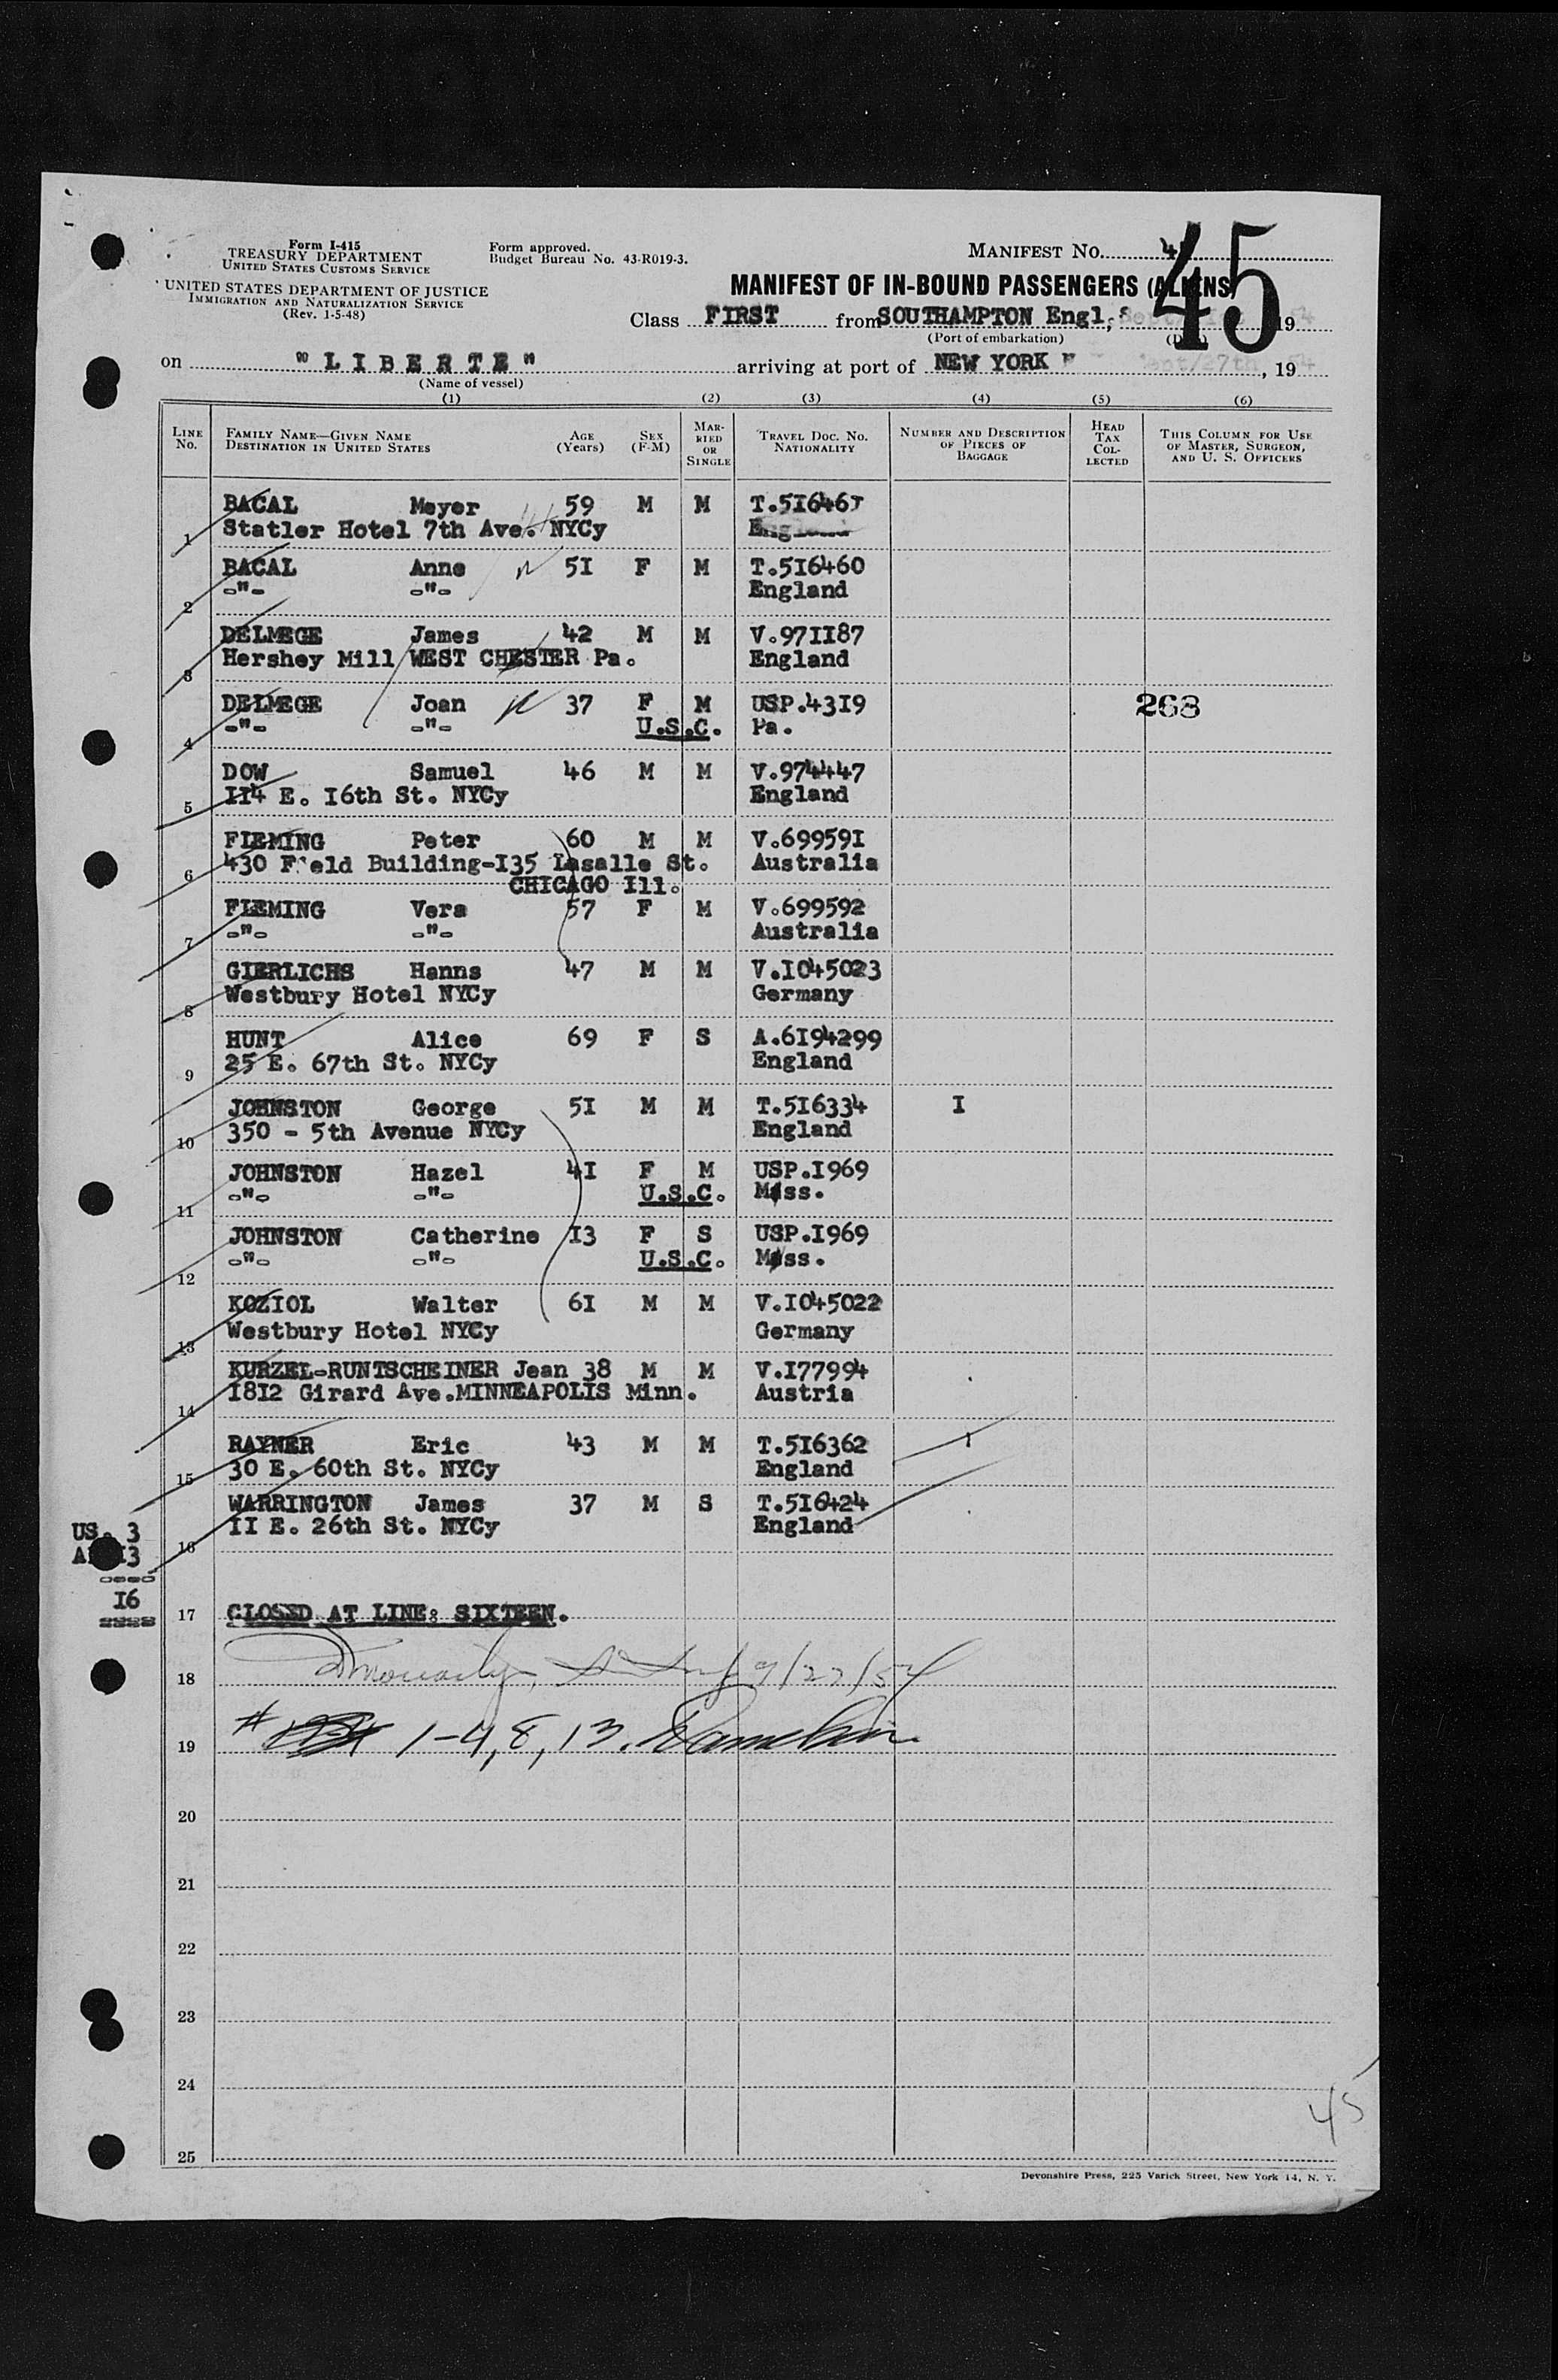 Form I-415
TREASURY DEPARTMENT
UNITED STATES CUSTOMS SERVICE
UNITED STATES DEPARTMENT OF JUSTICE
IMMIGRATION AND NATURALIZATION SERVICE
(Rev. 1-5-48)
Form approved.
Budget Bureau No. 43-R019-3.
MANIFEST NO. 45
MANIFEST OF IN-BOUND PASSENGERS (ALIENS)
Class FIRST from SOUTHAMPTON Engl, 19 54
(Port of embarkation)
on "LIBERTE" arriving at port of NEW YORK Sept/27th, 19 54
(Name of vessel)
(1) (2) (3) (4) (5) (6)
LINE No. FAMILY NAME—GIVEN NAME DESTINATION IN UNITED STATES AGE (Years) SEX (F-M) MARRIED OR SINGLE TRAVEL DOC. NO. NATIONALITY NUMBER AND DESCRIPTION OF PIECES OF BAGGAGE HEAD TAX COLLECTED THIS COLUMN FOR USE OF MASTER, SURGEON, AND U. S. OFFICERS
BACAL Meyer 59 M M
1 Statler Hotel 7th Ave. NYCy England
BACAL Anne 51 F M T.516460
2 -"- -"- England
DELMEGE James 42 M M V.971187
3 Hershey Mill WEST CHESTER Pa. England
DELMEGE Joan 37 F M USP.4319 268
4 -"- -"- U.S.C. Pa.
DOW Samuel 46 M M V.974447
5 114 E. 16th St. NYCy England
FLEMING Peter 60 M M V.699591
6 430 Field Building-135 Lasalle St. Australia
CHICAGO Ill.
FLEMING Vera 57 F M V.699592
7 -"- -"- Australia
GIERLICHS Hanns 47 M M V.1045023
8 Westbury Hotel NYCy Germany
HUNT Alice 69 F S A.6194299
9 25 E. 67th St. NYCy England
JOHNSTON George 51 M M T.516334 I
10 350 - 5th Avenue NYCy England
JOHNSTON Hazel 41 F M USP.1969
11 -"- -"- U.S.C. Mass.
JOHNSTON Catherine 13 F S USP.1969
12 -"- -"- U.S.C. Mass.
KOZIOL Walter 61 M M V.1045022
13 Westbury Hotel NYCy Germany
KURZEL-RUNTSCHEINER Jean 38 M M V.177994
14 1812 Girard Ave.MINNEAPOLIS Minn. Austria
RAYNER Eric 43 M M T.516362
15 30 E. 60th St. NYCy England
WARRINGTON James 37 M S T.516424
16 11 E. 26th St. NYCy England
US. 3
13
16
17 CLOSED AT LINE: SIXTEEN.
18 9/27/54
19 # 1-4, 8, 13.
20
21
22
23
24
25
45
Devonshire Press, 225 Varick Street, New York 14, N. Y.